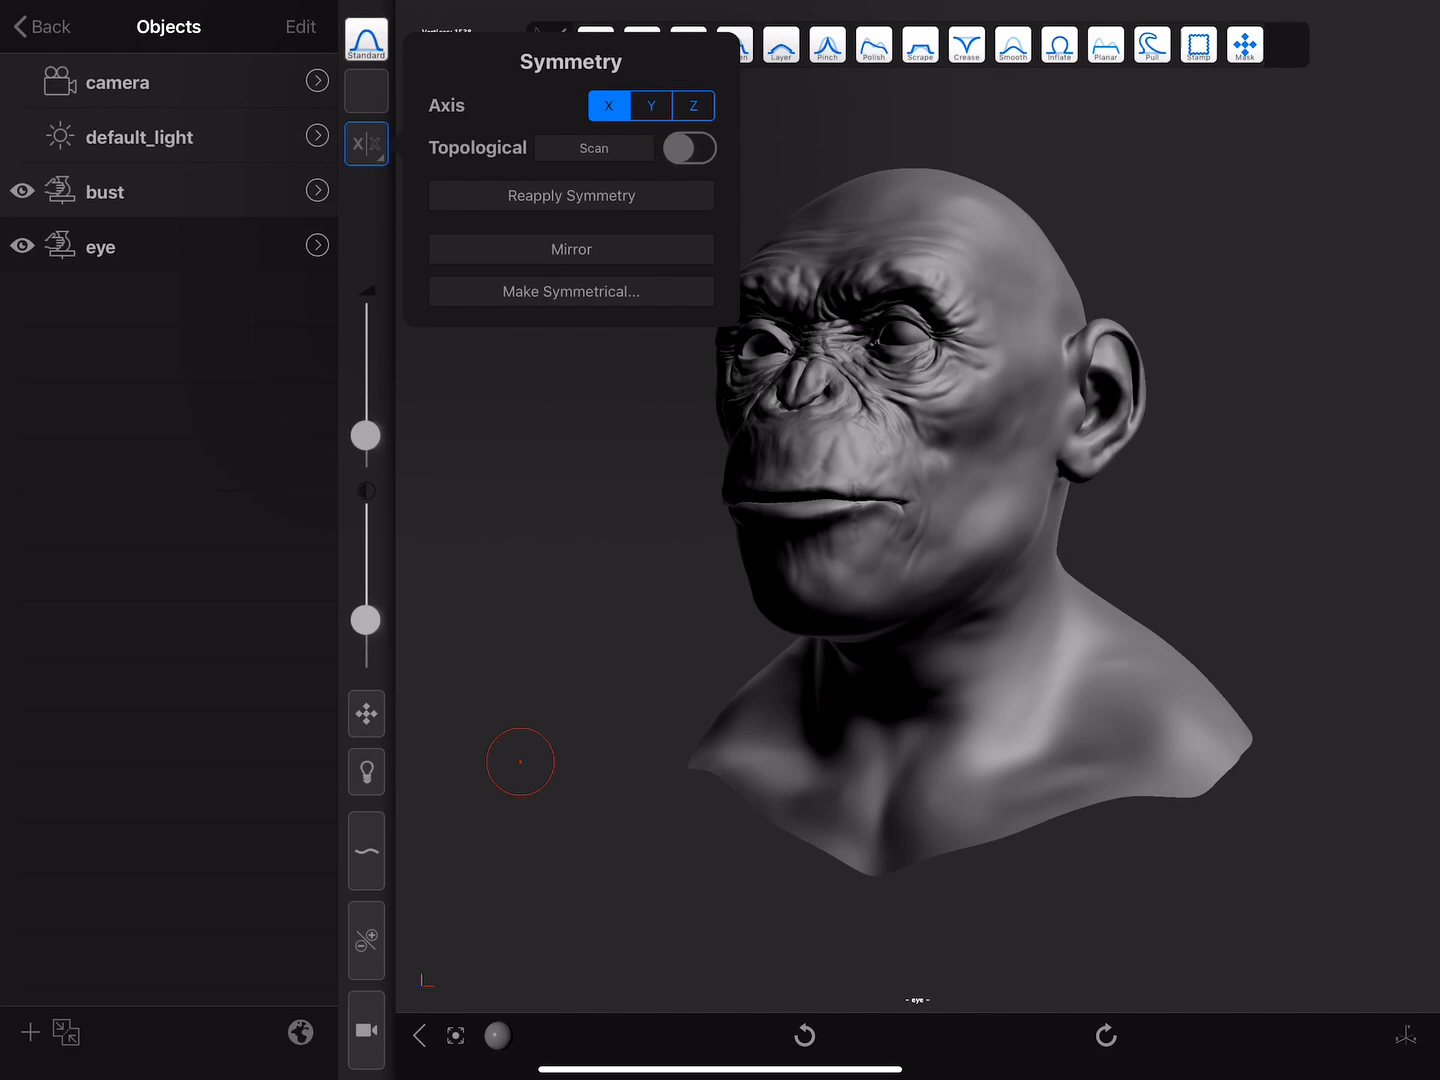 Back
Objects
Edit
camera
default_light
bust
eye
Standard
X X
Symmetry
Axis
X
Y
Z
Topological
Scan
Reapply Symmetry
Mirror
Make Symmetrical...
Layer
Pinch
Polish
Scrape
Crease
Smooth
Inflate
Planar
Pull
Stamp
Mask
- eye -